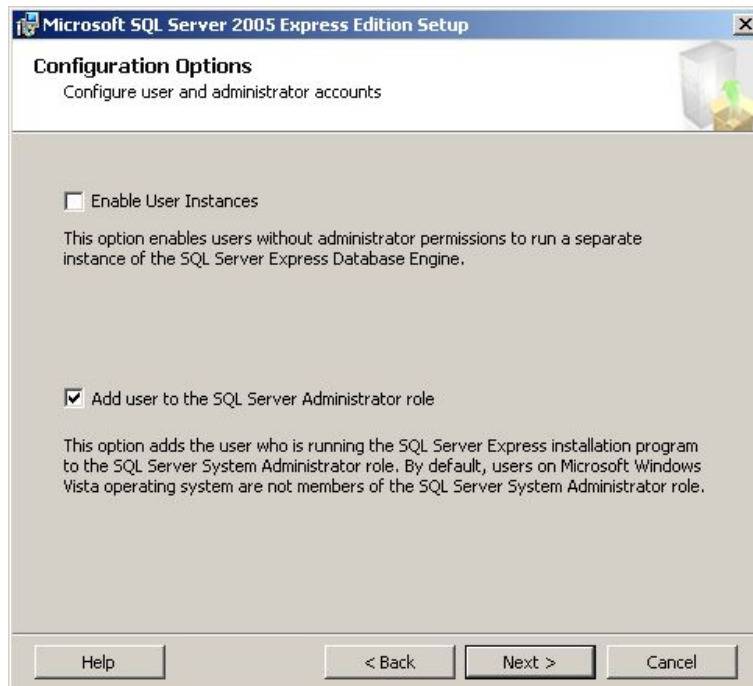 Microsoft SQL Server 2005 Express Edition Setup
Configuration Options
Configure user and administrator accounts
Enable User Instances
This option enables users without administrator permissions to run a separate
instance of the SQL Server Express Database Engine.
Add user to the SQL Server Administrator role
This option adds the user who is running the SQL Server Express installation program
to the SQL Server System Administrator role. By default, users on Microsoft Windows
Vista operating system are not members of the SQL Server System Administrator role.
Help
< Back
Next >
Cancel